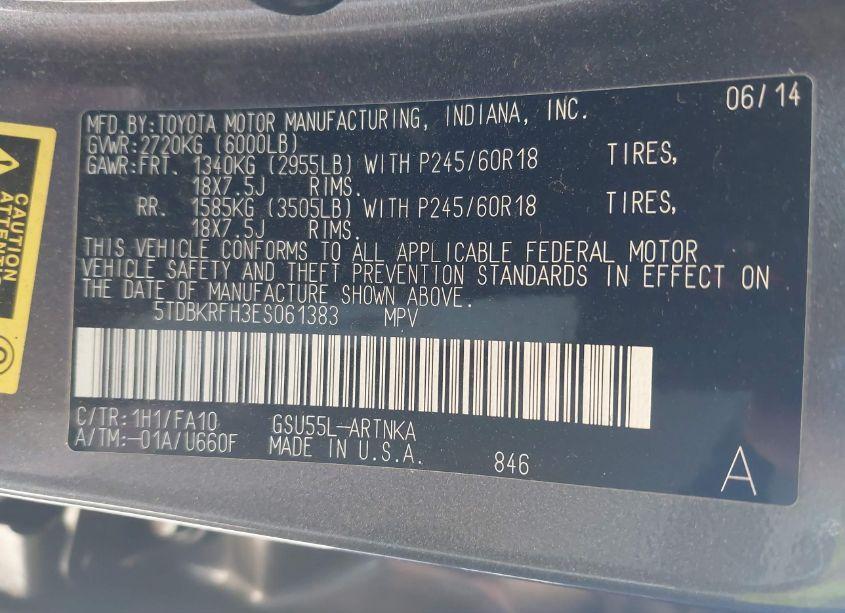 06/14
MFD.BY:TOYOTA MOTOR MANUFACTURING, INDIANA, INC.
GVWR:2720KG (6000LB)
GAWR:FRT. 1340KG (2955LB) WITH P245/60R18 TIRES,
18X7.5J RIMS.
RR. 1585KG (3505LB) WITH P245/60R18 TIRES,
18X7.5J RIMS.
THIS VEHICLE CONFORMS TO ALL APPLICABLE FEDERAL MOTOR
VEHICLE SAFETY AND THEFT PREVENTION STANDARDS IN EFFECT ON
THE DATE OF MANUFACTURE SHOWN ABOVE.
5TDBKRFH3ES061383 MPV
C/TR:1H1/FA10 GSU55L-ARTNKA
A/TM:-01A/U660F MADE IN U.S.A. 846
A
CAUTION